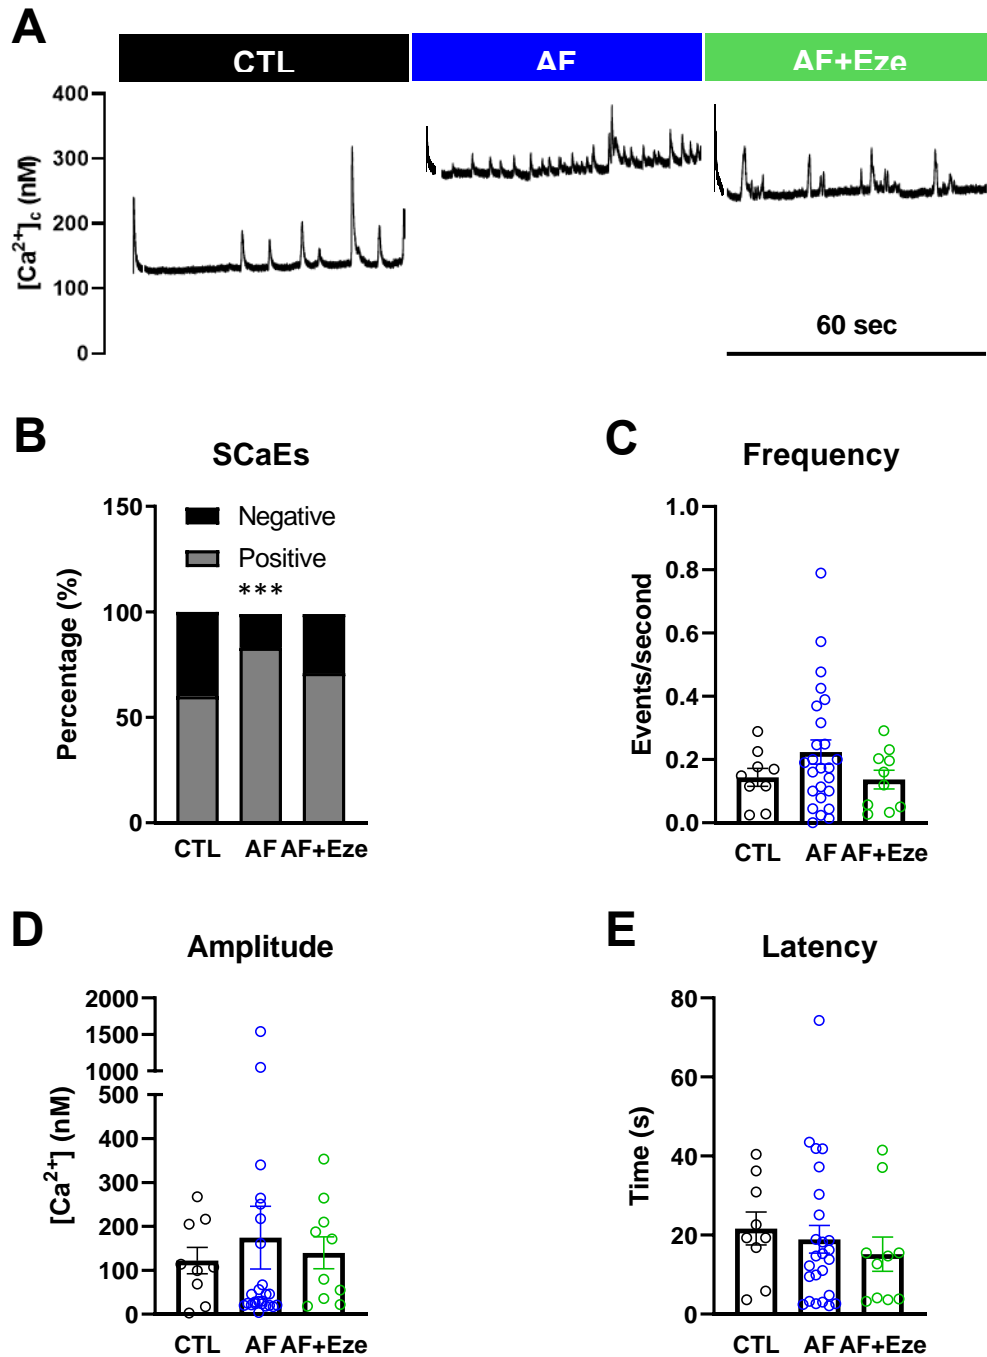 A
CTL AF AF+Eze
400
300
200
100
0
[Ca²⁺]c (nM)
60 sec
B
SCaEs
150
100
50
0
Percentage (%)
Negative
Positive
***
CTL AF AF+Eze
C
Frequency
1.0
0.8
0.6
0.4
0.2
0.0
Events/second
CTL AF AF+Eze
D
Amplitude
2000
1500
1000
500
400
300
200
100
0
[Ca²⁺] (nM)
CTL AF AF+Eze
E
Latency
80
60
40
20
0
Time (s)
CTL AF AF+Eze